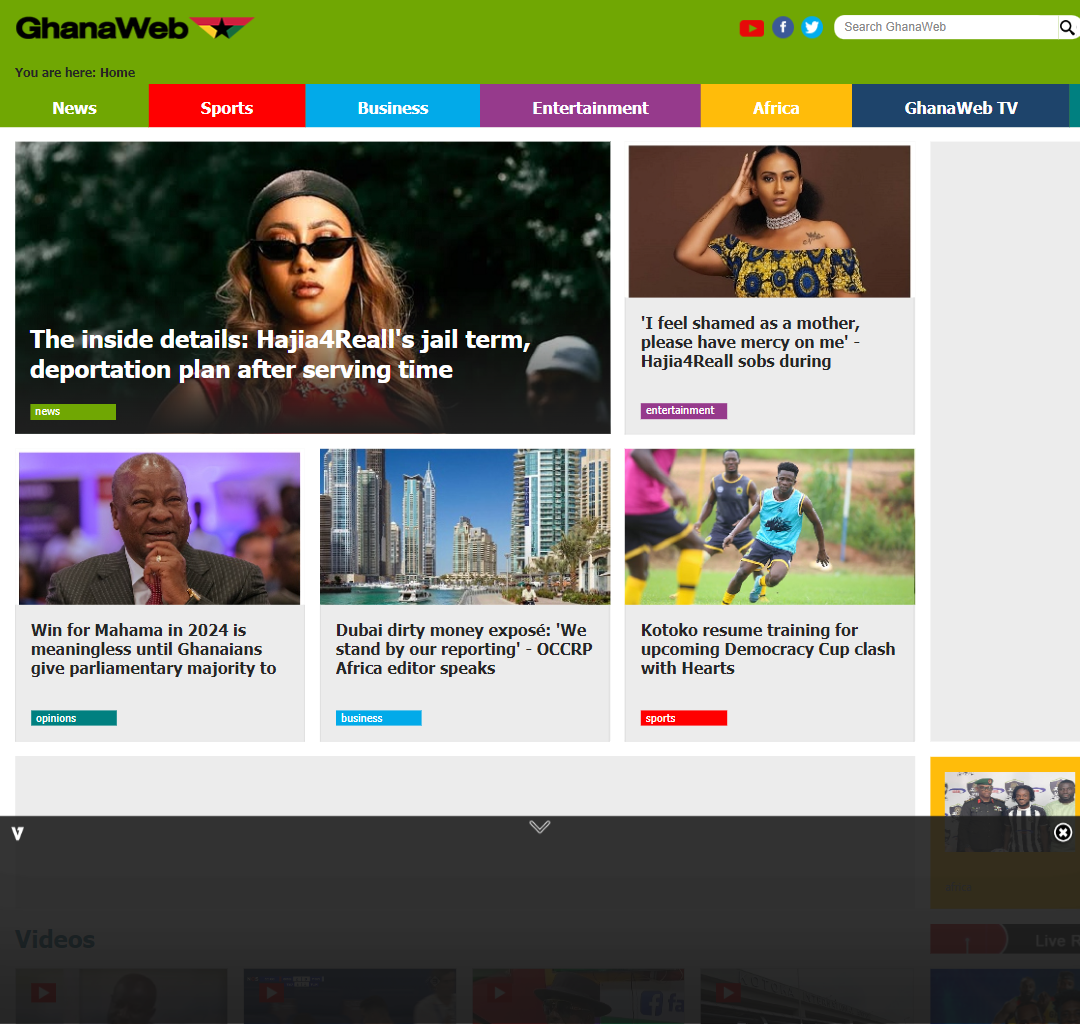 GhanaWeb
Search GhanaWeb
You are here: Home
News
Sports
Business
Entertainment
Africa
GhanaWeb TV
The inside details: Hajia4Reall's jail term,
deportation plan after serving time
news
'I feel shamed as a mother,
please have mercy on me' -
Hajia4Reall sobs during
entertainment
Win for Mahama in 2024 is
meaningless until Ghanaians
give parliamentary majority to
opinions
Dubai dirty money exposé: 'We
stand by our reporting' - OCCRP
Africa editor speaks
business
Kotoko resume training for
upcoming Democracy Cup clash
with Hearts
sports
Videos
Live R